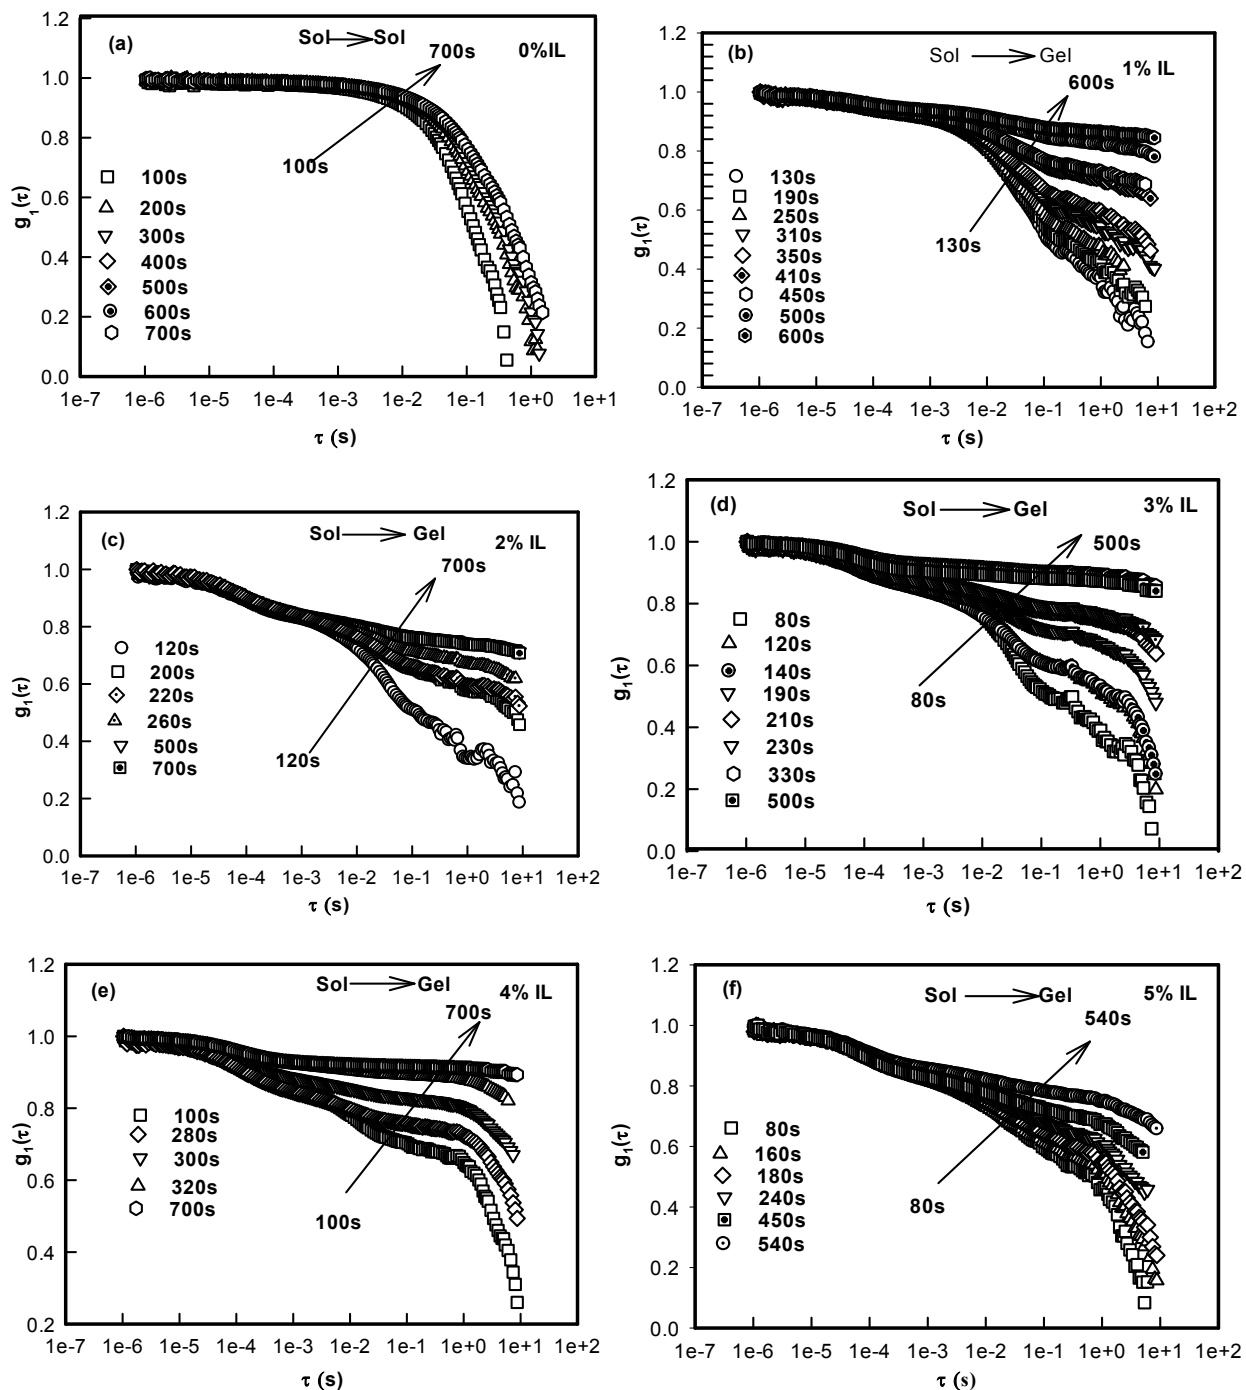 (a)
Sol Sol
0%IL
700s
100s
1.2
1.0
0.8
0.6
0.4
0.2
0.0
g1(τ)
100s
200s
300s
400s
500s
600s
700s
1e-7 1e-6 1e-5 1e-4 1e-3 1e-2 1e-1 1e+0 1e+1
τ (s)
(b)
Sol Gel
1% IL
600s
130s
1.2
1.0
0.8
0.6
0.4
0.2
0.0
g1(τ)
130s
190s
250s
310s
350s
410s
450s
500s
600s
1e-7 1e-6 1e-5 1e-4 1e-3 1e-2 1e-1 1e+0 1e+1 1e+2
τ (s)
(c)
Sol Gel
2% IL
700s
120s
1.2
1.0
0.8
0.6
0.4
0.2
0.0
g1(τ)
120s
200s
220s
260s
500s
700s
1e-7 1e-6 1e-5 1e-4 1e-3 1e-2 1e-1 1e+0 1e+1 1e+2
τ (s)
(d)
Sol Gel
3% IL
500s
80s
1.2
1.0
0.8
0.6
0.4
0.2
0.0
g1(τ)
80s
120s
140s
190s
210s
230s
330s
500s
1e-7 1e-6 1e-5 1e-4 1e-3 1e-2 1e-1 1e+0 1e+1 1e+2
τ (s)
(e)
Sol Gel
4% IL
700s
100s
1.2
1.0
0.8
0.6
0.4
0.2
g1(τ)
100s
280s
300s
320s
700s
1e-7 1e-6 1e-5 1e-4 1e-3 1e-2 1e-1 1e+0 1e+1 1e+2
τ (s)
(f)
Sol Gel
5% IL
540s
80s
1.2
1.0
0.8
0.6
0.4
0.2
0.0
g1(τ)
80s
160s
180s
240s
450s
540s
1e-7 1e-6 1e-5 1e-4 1e-3 1e-2 1e-1 1e+0 1e+1 1e+2
τ (s)